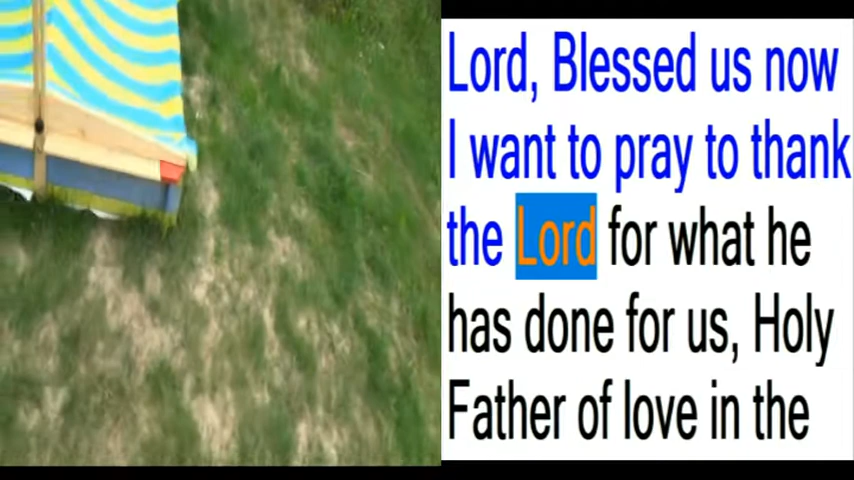 Lord, Blessed us now
I want to pray to thank
the Lord for what he
has done for us, Holy
Father of love in the